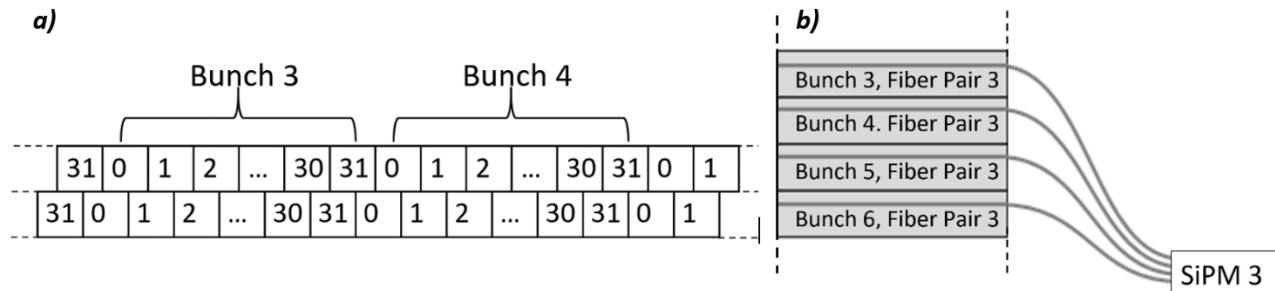 a)
Bunch 3 Bunch 4
31 0 1 2 ... 30 31 0 1 2 ... 30 31 0 1
31 0 1 2 ... 30 31 0 1 2 ... 30 31 0 1
b)
Bunch 3, Fiber Pair 3
Bunch 4. Fiber Pair 3
Bunch 5, Fiber Pair 3
Bunch 6, Fiber Pair 3
SiPM 3